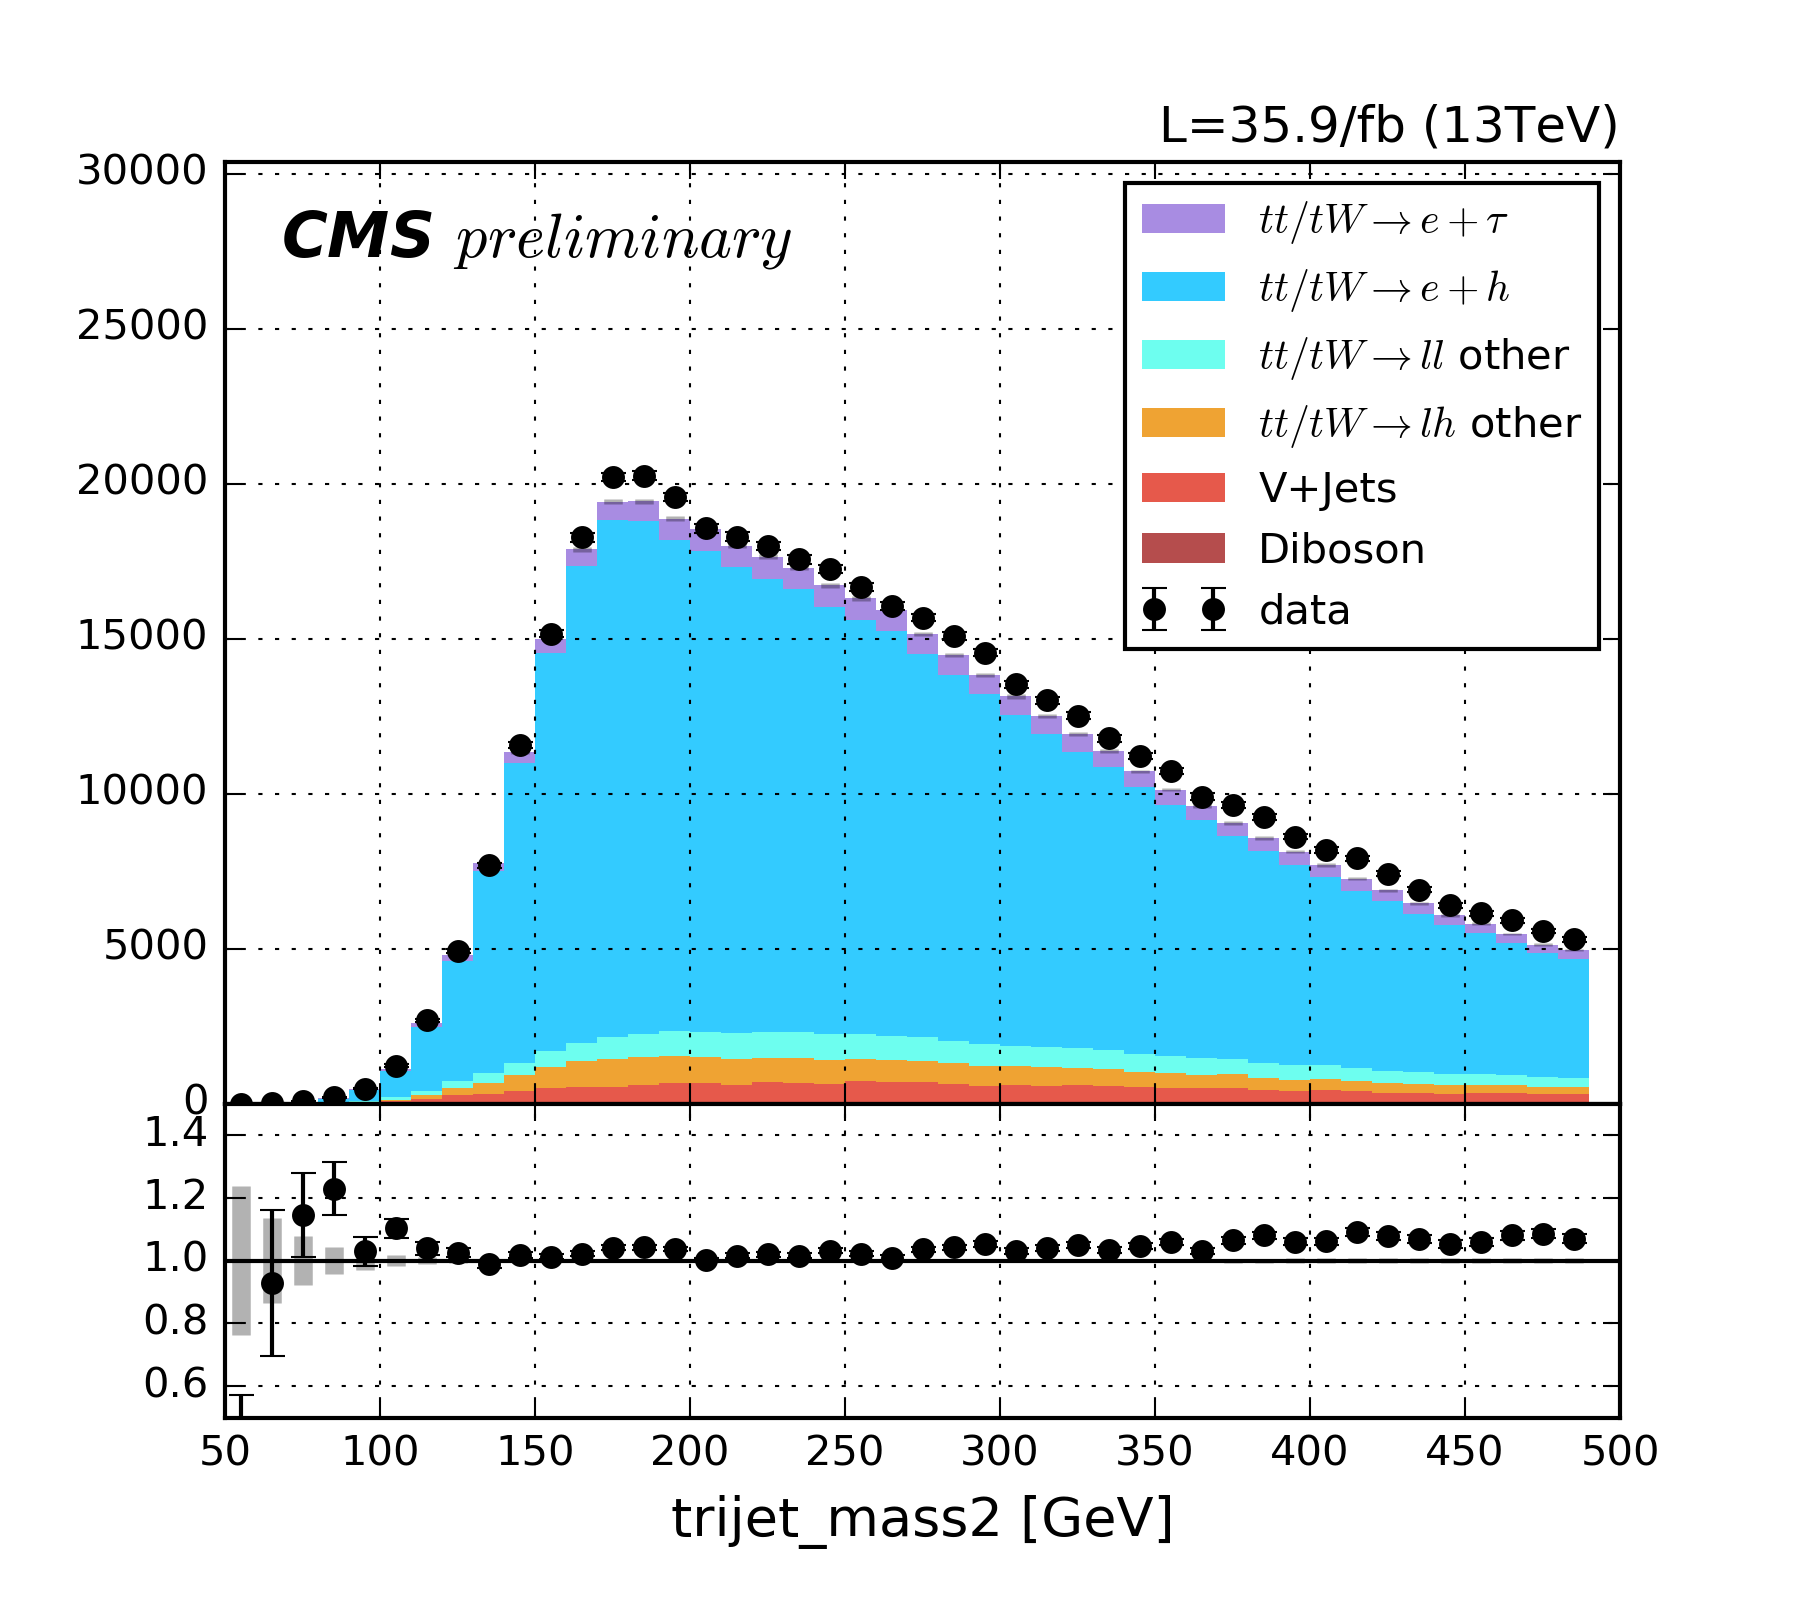 L=35.9/fb (13TeV)
CMS preliminary
30000
25000
20000
15000
10000
5000
0
tt/tW→e+τ
tt/tW→e+h
tt/tW→ll other
tt/tW→lh other
V+Jets
Diboson
data
1.4
1.2
1.0
0.8
0.6
50 100 150 200 250 300 350 400 450 500
trijet_mass2 [GeV]